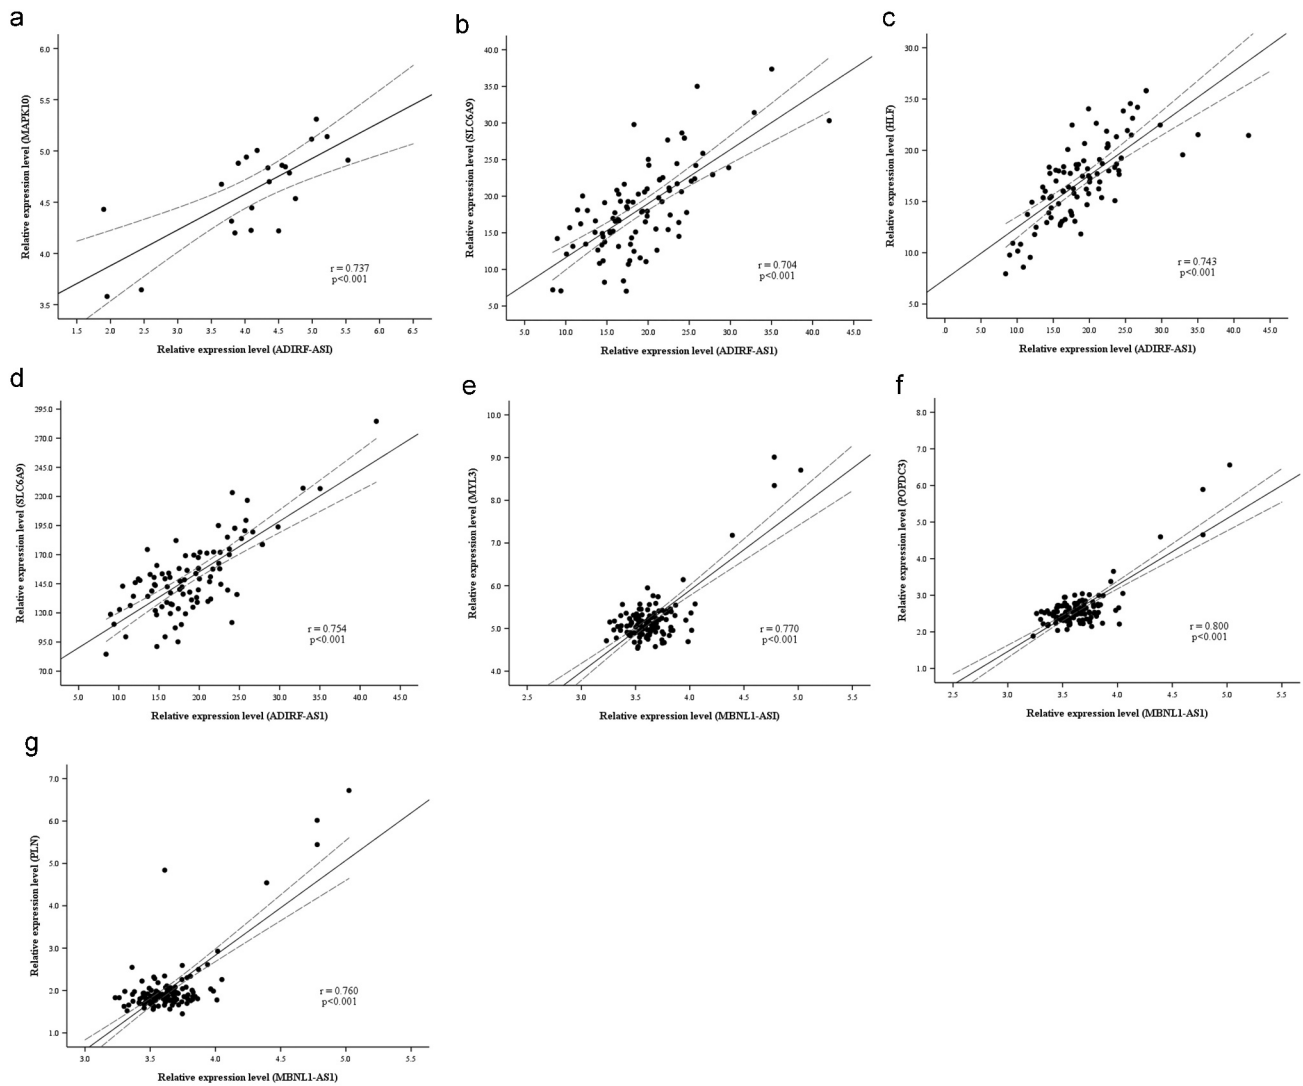 a
6.0
5.5
5.0
4.5
4.0
3.5
Relative expression level (MAPK10)
r = 0.737
p<0.001
1.5 2.0 2.5 3.0 3.5 4.0 4.5 5.0 5.5 6.0 6.5
Relative expression level (ADIRF-ASI)
b
40.0
35.0
30.0
25.0
20.0
15.0
10.0
5.0
Relative expression level (SLC6A9)
r = 0.704
p<0.001
5.0 10.0 15.0 20.0 25.0 30.0 35.0 40.0 45.0
Relative expression level (ADIRF-AS1)
c
30.0
25.0
20.0
15.0
10.0
5.0
Relative expression level (HLF)
r = 0.743
p<0.001
.0 5.0 10.0 15.0 20.0 25.0 30.0 35.0 40.0 45.0
Relative expression level (ADIRF-AS1)
d
295.0
270.0
245.0
220.0
195.0
170.0
145.0
120.0
95.0
70.0
Relative expression level (SLC6A9)
r = 0.754
p<0.001
5.0 10.0 15.0 20.0 25.0 30.0 35.0 40.0 45.0
Relative expression level (ADIRF-AS1)
e
10.0
9.0
8.0
7.0
6.0
5.0
4.0
Relative expression level (MYL3)
r = 0.770
p<0.001
2.5 3.0 3.5 4.0 4.5 5.0 5.5
Relative expression level (MBNL1-ASI)
f
8.0
7.0
6.0
5.0
4.0
3.0
2.0
1.0
Relative expression level (POPDC3)
r = 0.800
p<0.001
2.5 3.0 3.5 4.0 4.5 5.0 5.5
Relative expression level (MBNL1-AS1)
g
7.0
6.0
5.0
4.0
3.0
2.0
1.0
Relative expression level (PLN)
r = 0.760
p<0.001
3.0 3.5 4.0 4.5 5.0 5.5
Relative expression level (MBNL1-AS1)